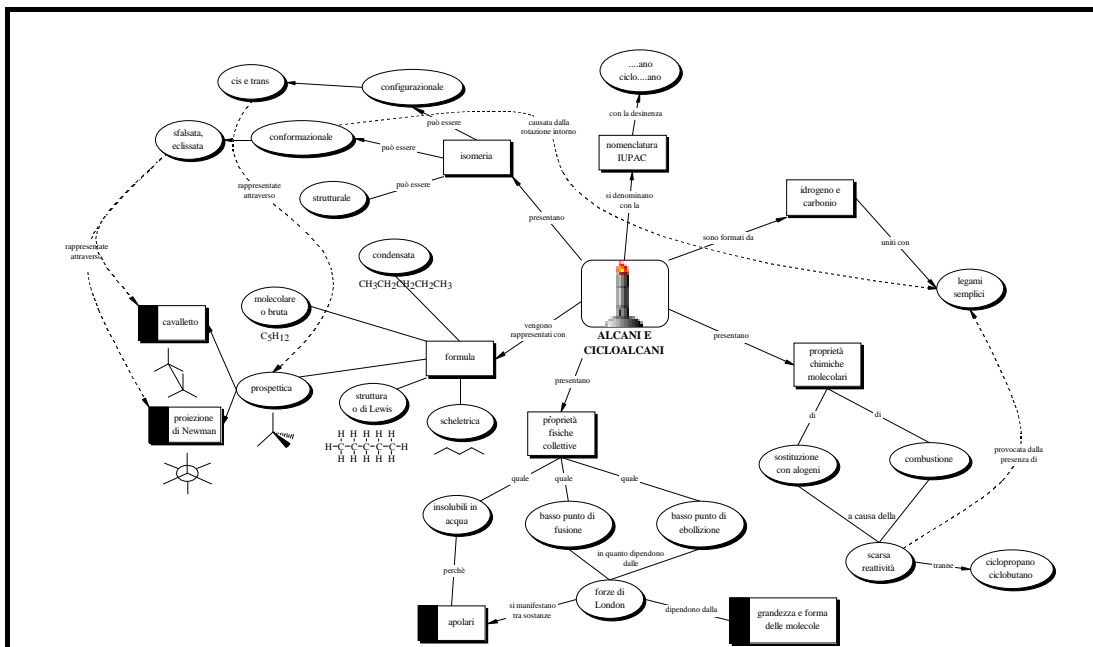 ....ano
ciclo....ano
cis e trans
configurazionale
con la desinenza
può essere
causata dalla
rotazione intorno
sfalsata,
eclissata
conformazionale
può essere
isomeria
nomenclatura
IUPAC
può essere
rappresentate
attraverso
strutturale
si denominano
con la
idrogeno e
carbonio
presentano
sono formati da
uniti con
rappresentate
attraverso
condensata
CH3CH2CH2CH2CH3
legami
semplici
molecolare
o bruta
C5H12
cavalletto
vengono
rappresentati con
ALCANI E
CICLOALCANI
presentano
formula
proprietà
chimiche
molecolari
prospettica
struttura
o di Lewis
presentano
proiezione
di Newman
scheletrica
proprietà
fisiche
collettive
di
di
H H H H H
H-C-C-C-C-C-H
H H H H H
sostituzione
con alogeni
combustione
provocata dalla
presenza di
quale
quale
quale
insolubili in
acqua
basso punto di
fusione
basso punto di
ebollizione
a causa della
in quanto dipendono
dalle
scarsa
reattività
tranne
ciclopropano
ciclobutano
perchè
forze di
London
si manifestano
tra sostanze
dipendono dalla
apolari
grandezza e forma
delle molecole